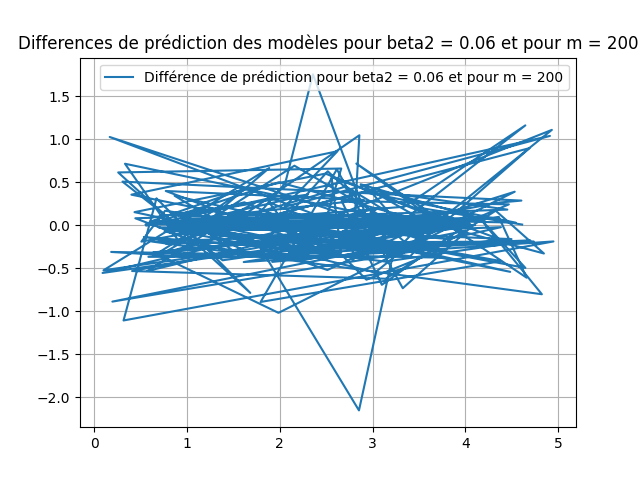 Differences de prédiction des modèles pour beta2 = 0.06 et pour m = 200
Différence de prédiction pour beta2 = 0.06 et pour m = 200
1.5
1.0
0.5
0.0
−0.5
−1.0
−1.5
−2.0
0 1 2 3 4 5